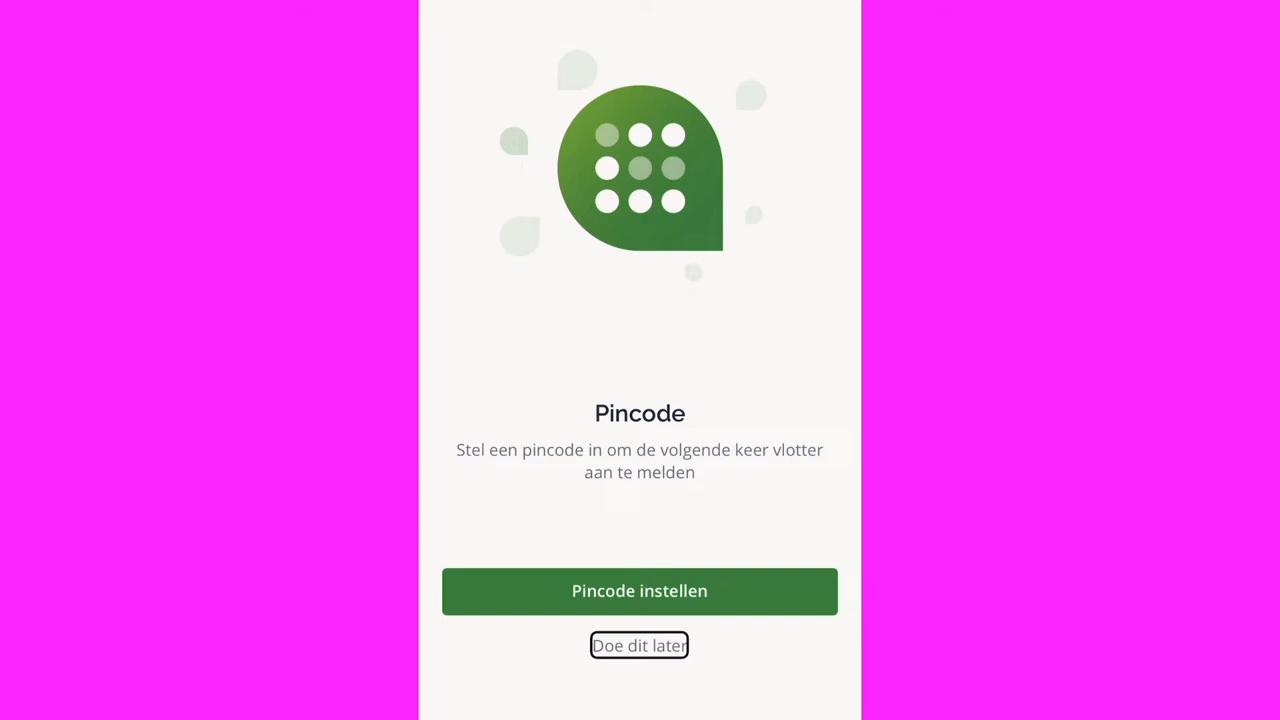 Pincode
Stel een pincode in om de volgende keer vlotter
aan te melden
Pincode instellen
Doe dit later